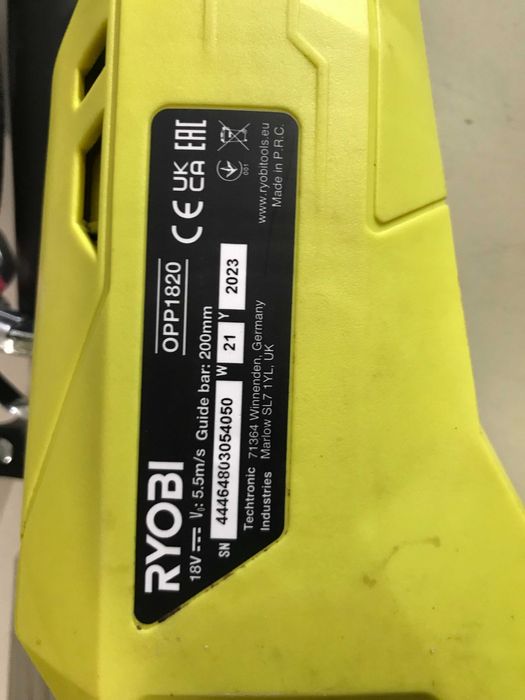 RYOBI
OPP1820
18V ⎓ V₀: 5.5m/s Guide bar: 200mm
SN 44464803054050 W 21 Y 2023
Techtronic Industries
71364 Winnenden, Germany
Marlow SL7 1YL, UK
CE UK CA EAC
001
www.ryobitools.eu
Made in P.R.C.